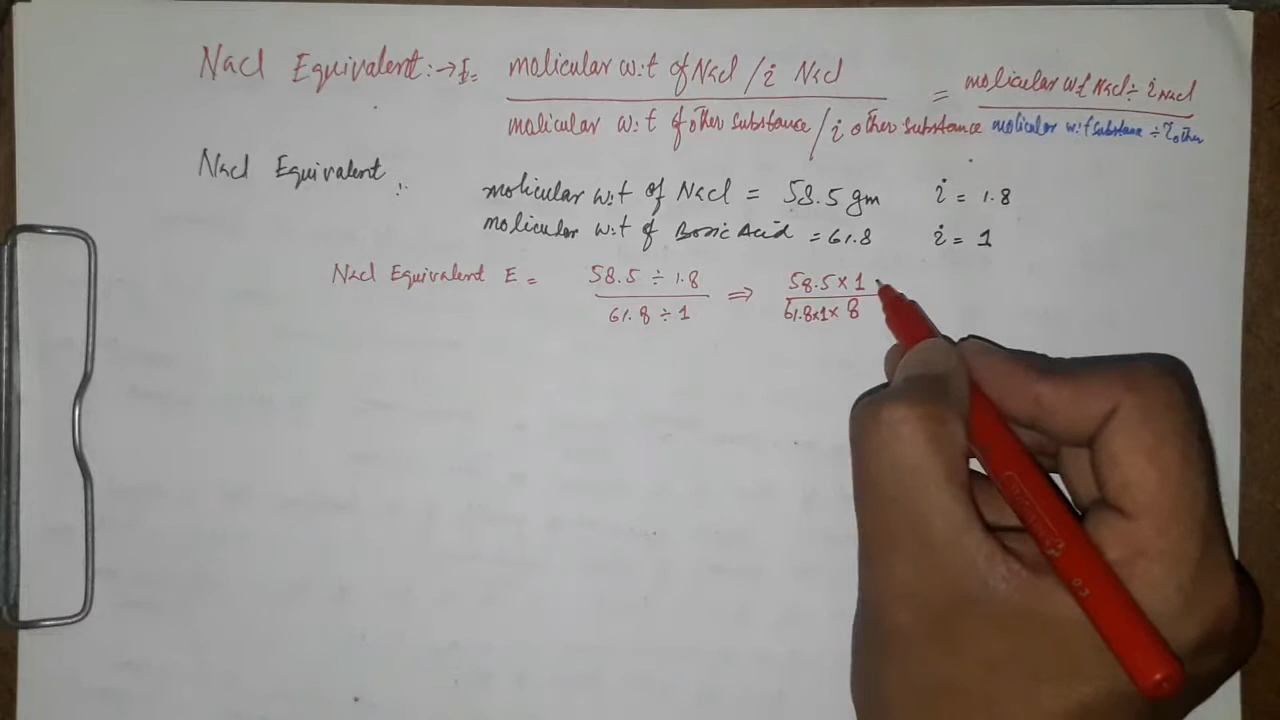 Nacl Equivalent :→ E = molicular w:t of Nacl / i Nacl = molicular wt Nacl ÷ i Nacl
molicular w:t of other substance / i other substance molicular w:t substance ÷ i other
Nacl Equivalent :
molicular w:t of Nacl = 58.5 gm i = 1.8
molicular w:t of Boric Acid = 61.8 i = 1
Nacl Equivalent E = 58.5 ÷ 1.8 ⇒ 58.5 × 1
61.8 ÷ 1 61.8×1× 8